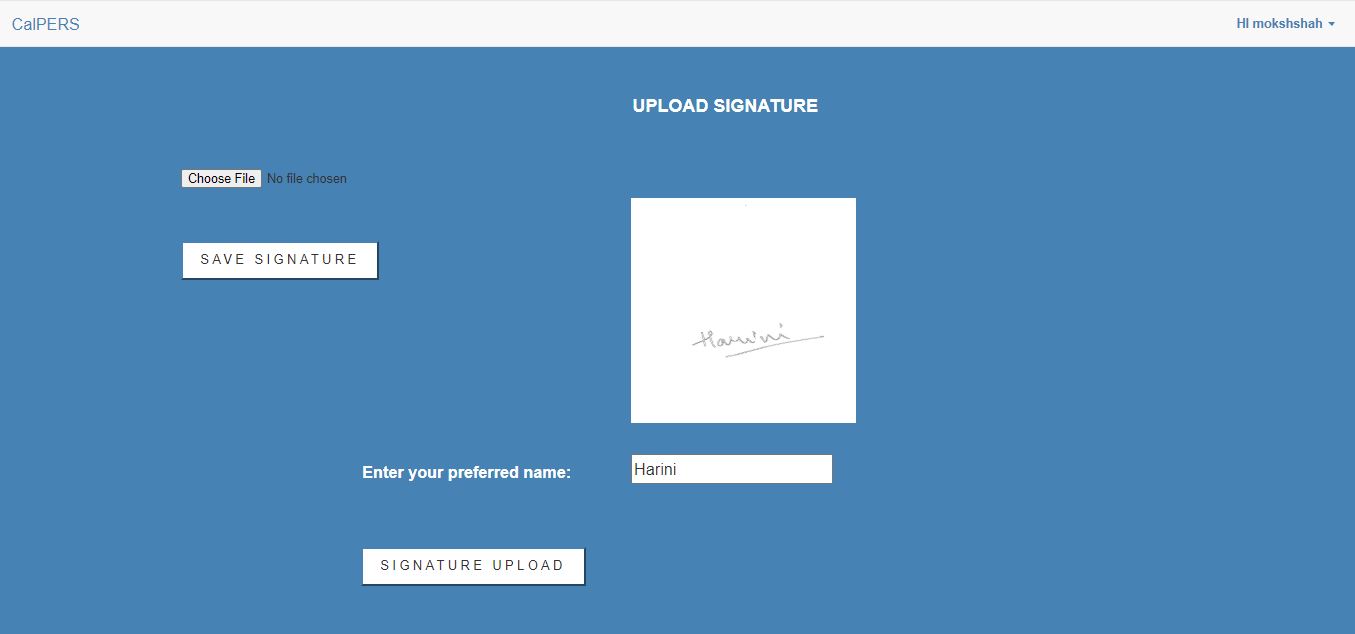 CalPERS
HI mokshshah
UPLOAD SIGNATURE
Choose File No file chosen
SAVE SIGNATURE
Harini
Enter your preferred name: Harini
SIGNATURE UPLOAD